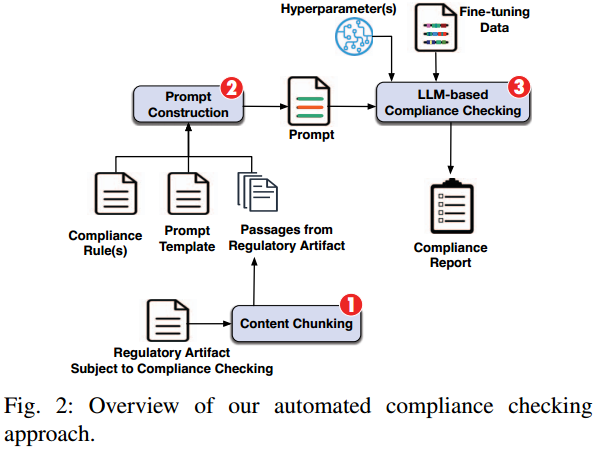 Hyperparameter(s)
Fine-tuning
Data
2
Prompt
Construction
Prompt
3
LLM-based
Compliance Checking
Compliance
Rule(s)
Prompt
Template
Passages from
Regulatory Artifact
Compliance
Report
1
Content Chunking
Regulatory Artifact
Subject to Compliance Checking
Fig. 2: Overview of our automated compliance checking
approach.